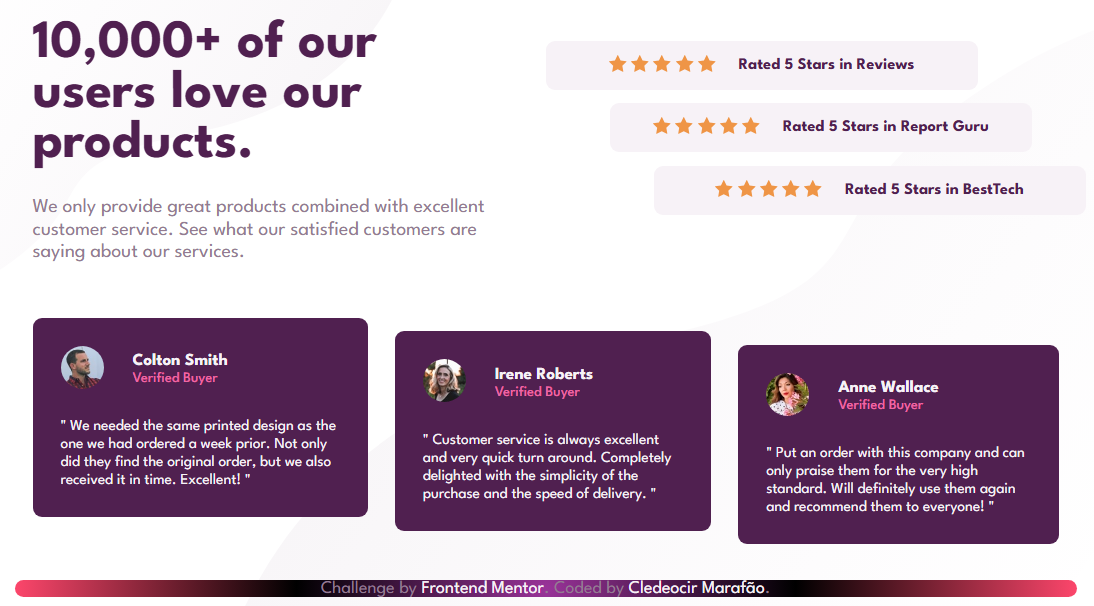 10,000+ of our
users love our
products.
We only provide great products combined with excellent
customer service. See what our satisfied customers are
saying about our services.
Rated 5 Stars in Reviews
Rated 5 Stars in Report Guru
Rated 5 Stars in BestTech
Colton Smith
Verified Buyer
" We needed the same printed design as the
one we had ordered a week prior. Not only
did they find the original order, but we also
received it in time. Excellent! "
Irene Roberts
Verified Buyer
" Customer service is always excellent
and very quick turn around. Completely
delighted with the simplicity of the
purchase and the speed of delivery. "
Anne Wallace
Verified Buyer
" Put an order with this company and can
only praise them for the very high
standard. Will definitely use them again
and recommend them to everyone! "
Challenge by Frontend Mentor. Coded by Cledeocir Marafão.